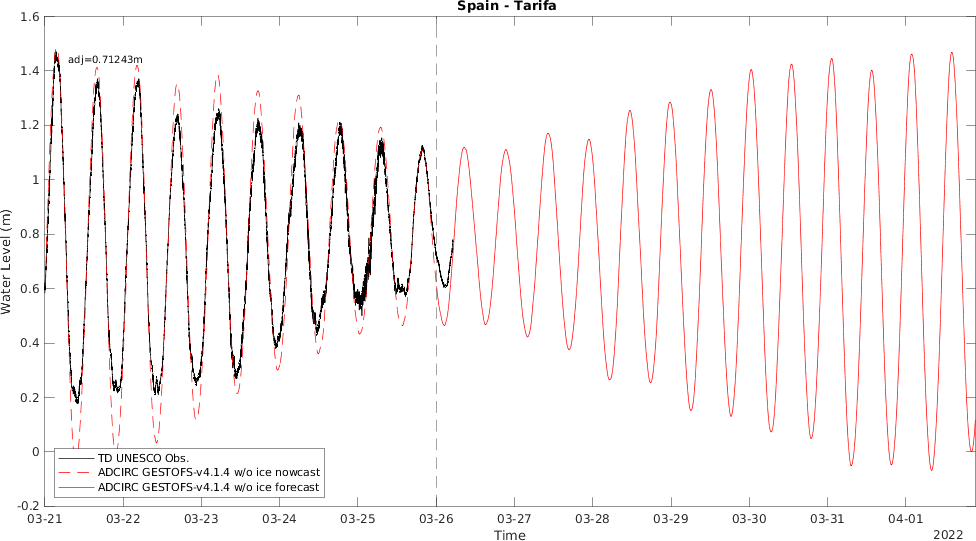 Spain - Tarifa
1.6
1.4
1.2
1
0.8
0.6
0.4
0.2
0
-0.2
Water Level (m)
adj=0.71243m
TD UNESCO Obs.
ADCIRC GESTOFS-v4.1.4 w/o ice nowcast
ADCIRC GESTOFS-v4.1.4 w/o ice forecast
03-21 03-22 03-23 03-24 03-25 03-26 03-27 03-28 03-29 03-30 03-31 04-01
Time
2022